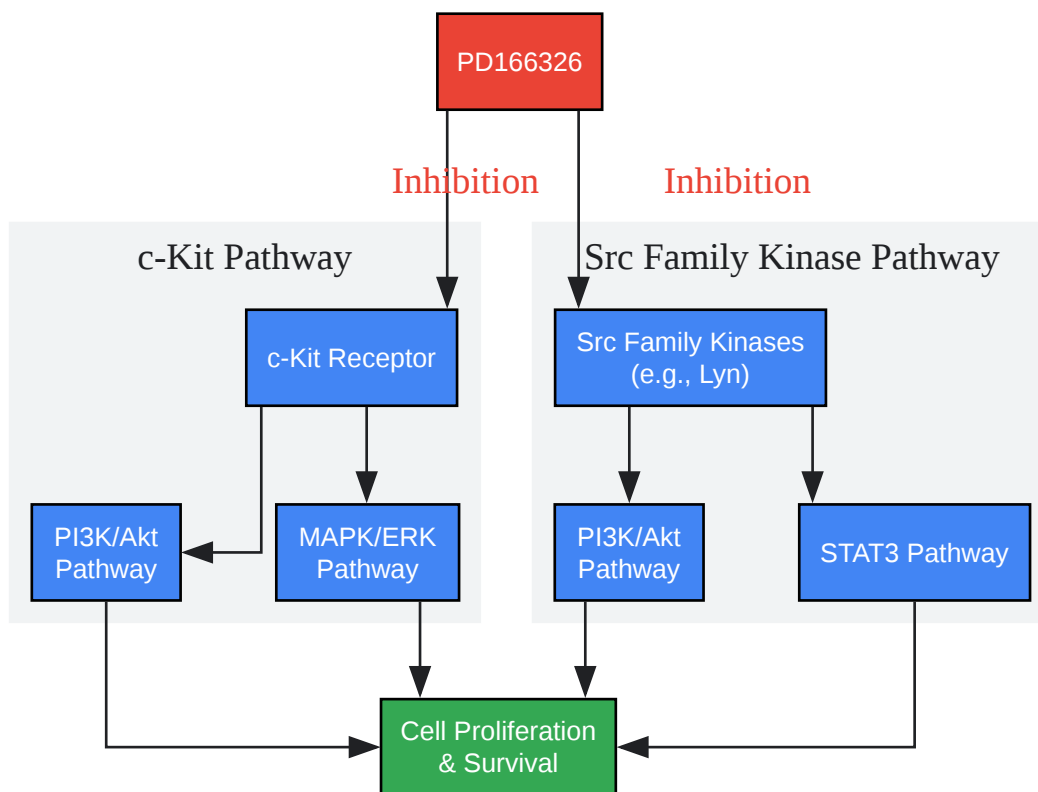 PD166326
Inhibition
Inhibition
c-Kit Pathway
Src Family Kinase Pathway
c-Kit Receptor
Src Family Kinases
(e.g., Lyn)
PI3K/Akt
Pathway
MAPK/ERK
Pathway
PI3K/Akt
Pathway
STAT3 Pathway
Cell Proliferation
& Survival